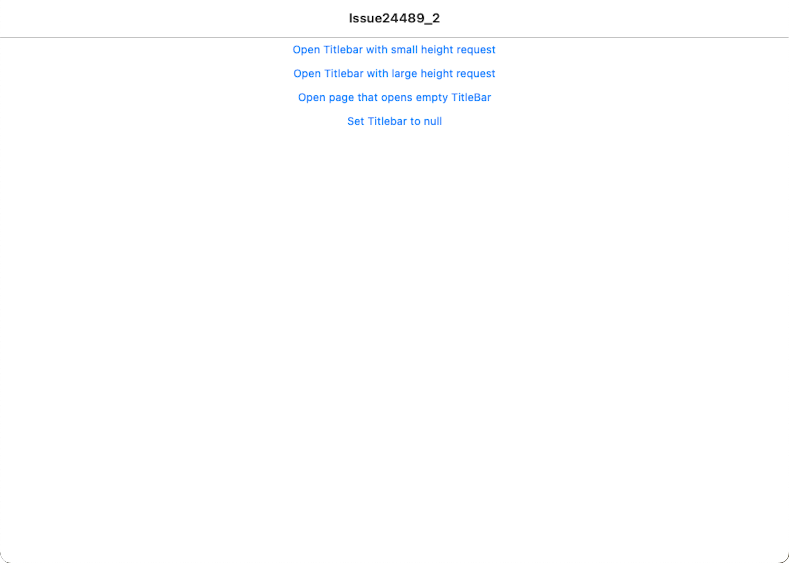 Issue24489_2
Open Titlebar with small height request
Open Titlebar with large height request
Open page that opens empty TitleBar
Set Titlebar to null